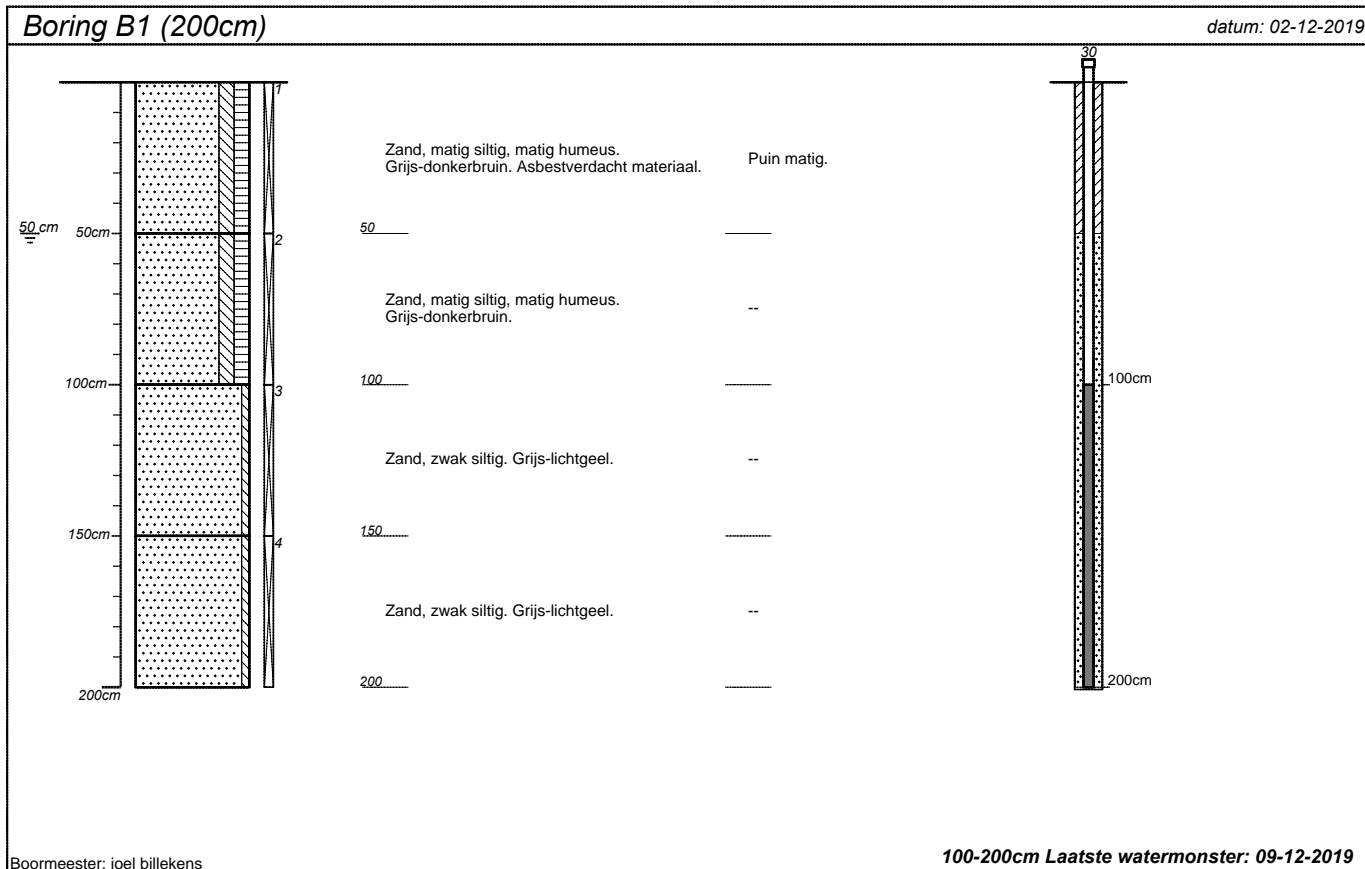 Boring B1 (200cm)
datum: 02-12-2019
30
1
Zand, matig siltig, matig humeus.
Grijs-donkerbruin. Asbestverdacht materiaal.
Puin matig.
50 cm
50cm
2
50
Zand, matig siltig, matig humeus.
Grijs-donkerbruin.
--
100cm
3
100
100cm
Zand, zwak siltig. Grijs-lichtgeel.
--
150cm
4
150
Zand, zwak siltig. Grijs-lichtgeel.
--
200cm
200
200cm
100-200cm Laatste watermonster: 09-12-2019
Boormeester: joel billekens